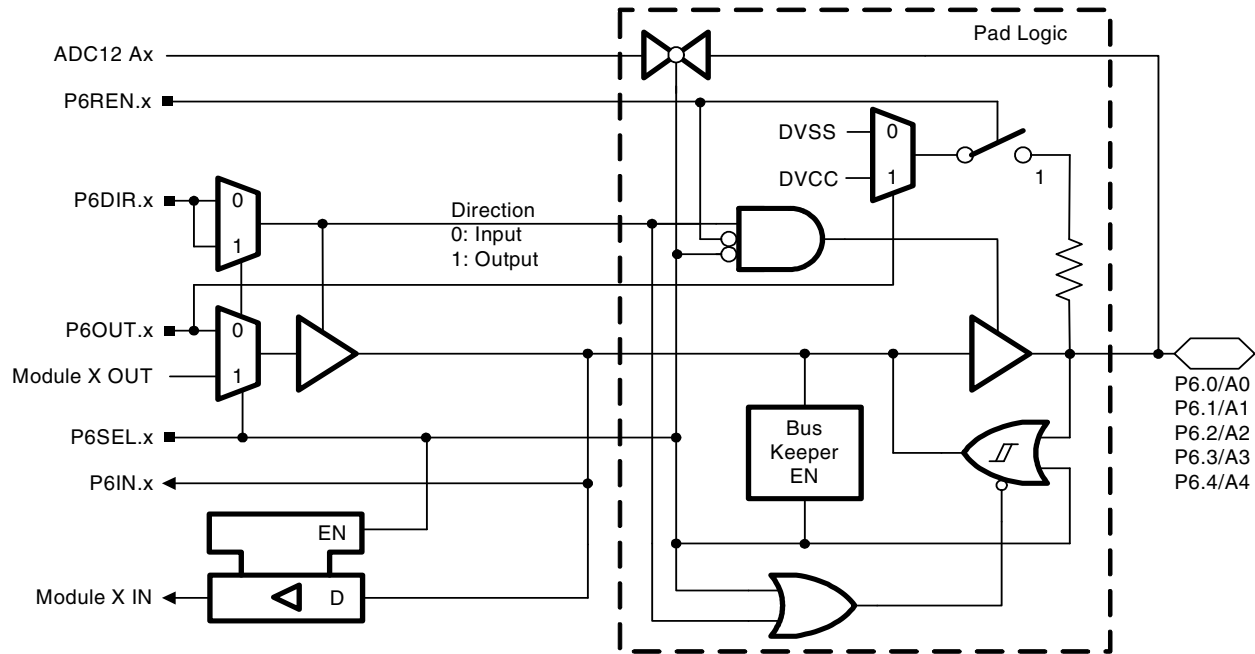 Pad Logic
ADC12 Ax
P6REN.x
DVSS
0
DVCC
1
1
P6DIR.x
0
1
Direction
0: Input
1: Output
P6OUT.x
0
Module X OUT
1
P6SEL.x
P6IN.x
EN
Module X IN
D
Bus
Keeper
EN
P6.0/A0
P6.1/A1
P6.2/A2
P6.3/A3
P6.4/A4